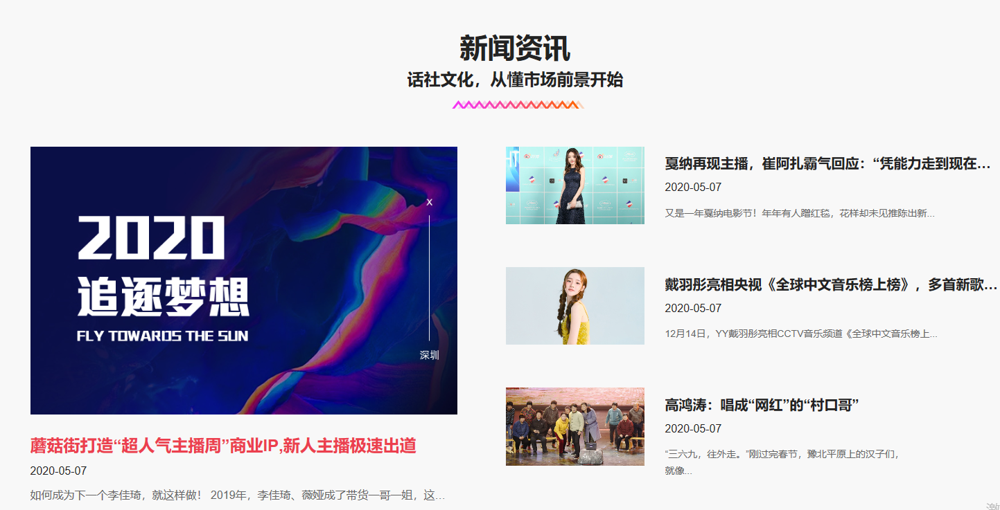 新闻资讯
话社文化，从懂市场前景开始
X
2020
追逐梦想
FLY TOWARDS THE SUN
深圳
蘑菇街打造“超人气主播周”商业IP,新人主播极速出道
2020-05-07
如何成为下一个李佳琦，就这样做！ 2019年，李佳琦、薇娅成了带货一哥一姐，这...
戛纳再现主播，崔阿扎霸气回应：“凭能力走到现在...
2020-05-07
又是一年戛纳电影节！年年有人蹭红毯，花样却未见推陈出新...
戴羽彤亮相央视《全球中文音乐榜上榜》，多首新歌...
2020-05-07
12月14日，YY戴羽彤亮相CCTV音乐频道《全球中文音乐榜上...
高鸿涛：唱成“网红”的“村口哥”
2020-05-07
“三六九，往外走。”刚过完春节，豫北平原上的汉子们，
就像...